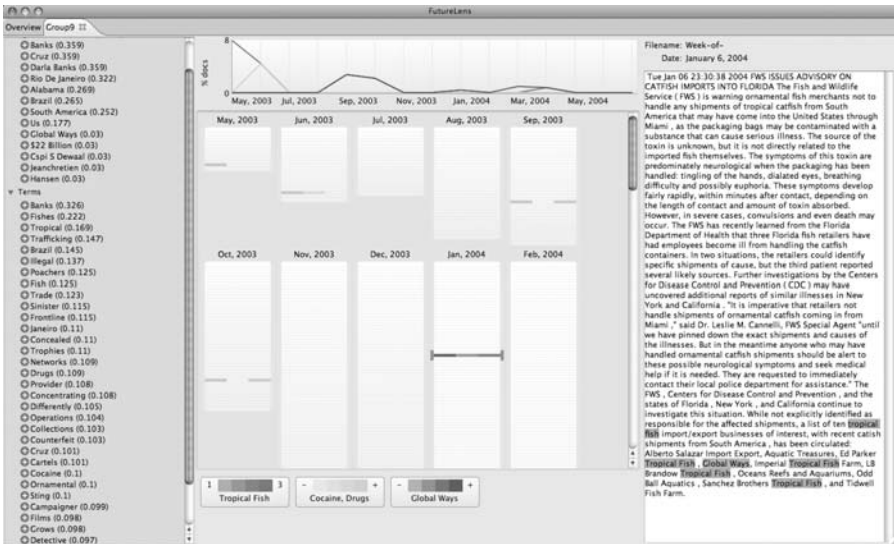 FutureLens
Overview Group9
Banks (0.359)
Cruz (0.359)
Darla Banks (0.359)
Rio De Janeiro (0.322)
Alabama (0.269)
Brazil (0.265)
South America (0.252)
Us (0.177)
Global Ways (0.03)
$22 Billion (0.03)
Cspi S Dewaal (0.03)
Jeanchretien (0.03)
Hansen (0.03)
Terms
Banks (0.326)
Fishes (0.222)
Tropical (0.169)
Trafficking (0.147)
Brazil (0.145)
Illegal (0.137)
Poachers (0.125)
Fish (0.125)
Trade (0.123)
Sinister (0.115)
Frontline (0.115)
Janeiro (0.11)
Concealed (0.11)
Trophies (0.11)
Networks (0.109)
Drugs (0.109)
Provider (0.108)
Concentrating (0.108)
Differently (0.105)
Operations (0.104)
Collections (0.103)
Counterfeit (0.103)
Cruz (0.101)
Cartels (0.101)
Cocaine (0.1)
Ornamental (0.1)
Sting (0.1)
Campaigner (0.099)
Films (0.098)
Crows (0.098)
Detective (0.097)
8
% docs
0
May, 2003 Jul, 2003 Sep, 2003 Nov, 2003 Jan, 2004 Mar, 2004 May, 2004
May, 2003 Jun, 2003 Jul, 2003 Aug, 2003 Sep, 2003
Oct, 2003 Nov, 2003 Dec, 2003 Jan, 2004 Feb, 2004
1 3 - + - +
Tropical Fish Cocaine, Drugs Global Ways
Filename: Week-of-
Date: January 6, 2004
Tue Jan 06 23:30:38 2004 FWS ISSUES ADVISORY ON
CATFISH IMPORTS INTO FLORIDA The Fish and Wildlife
Service ( FWS ) is warning ornamental fish merchants not to
handle any shipments of tropical catfish from South
America that may have come into the United States through
Miami , as the packaging bags may be contaminated with a
substance that can cause serious illness. The source of the
toxin is unknown, but it is not directly related to the
imported fish themselves. The symptoms of this toxin are
predominately neurological when the packaging has been
handled: tingling of the hands, dialated eyes, breathing
difficulty and possibly euphoria. These symptoms develop
fairly rapidly, within minutes after contact, depending on
the length of contact and amount of toxin absorbed.
However, in severe cases, convulsions and even death may
occur. The FWS has recently learned from the Florida
Department of Health that three Florida fish retailers have
had employees become ill from handling the catfish
containers. In two situations, the retailers could identify
specific shipments of cause, but the third patient reported
several likely sources. Further investigations by the Centers
for Disease Control and Prevention ( CDC ) may have
uncovered additional reports of similar illnesses in New
York and California . "It is imperative that retailers not
handle shipments of ornamental catfish coming in from
Miami ," said Dr. Leslie M. Cannelli, FWS Special Agent "until
we have pinned down the exact shipments and causes of
the illnesses. But in the meantime anyone who may have
handled ornamental catfish shipments should be alert to
these possible neurological symptoms and seek medical
help if it is needed. They are requested to immediately
contact their local police department for assistance." The
FWS , Centers for Disease Control and Prevention , and the
states of Florida , New York , and California continue to
investigate this situation. While not explicitly identified as
responsible for the affected shipments, a list of ten tropical
fish import/export businesses of interest, with recent catish
shipments from South America , has been circulated:
Alberto Salazar Import Export, Aquatic Treasures, Ed Parker
Tropical Fish , Global Ways, Imperial Tropical Fish Farm, LB
Brandow Tropical Fish , Oceans Reefs and Aquariums, Odd
Ball Aquatics , Sanchez Brothers Tropical Fish , and Tidwell
Fish Farm.